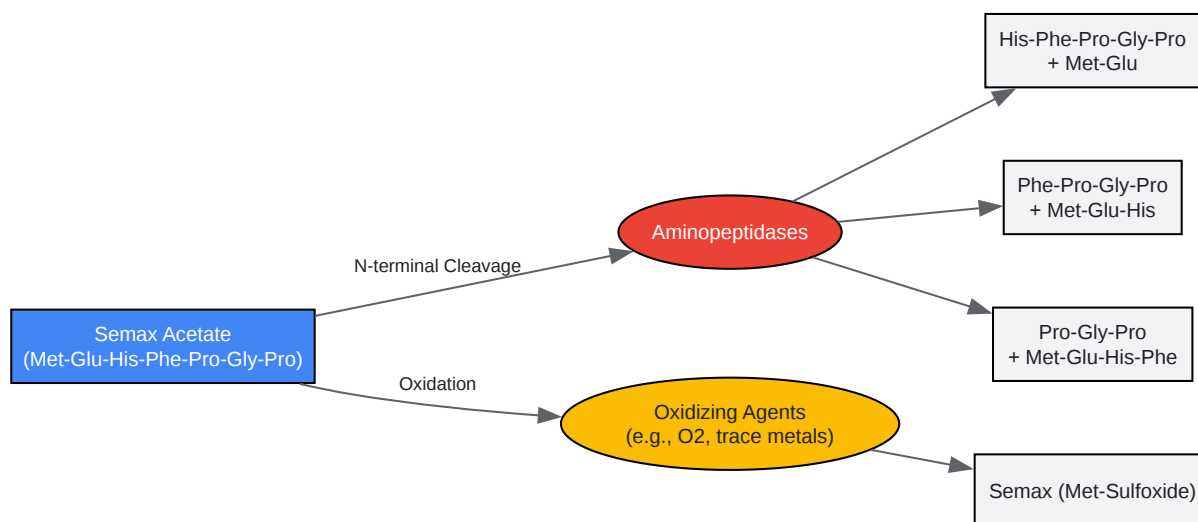 His-Phe-Pro-Gly-Pro
+ Met-Glu
Phe-Pro-Gly-Pro
+ Met-Glu-His
Aminopeptidases
N-terminal Cleavage
Semax Acetate
(Met-Glu-His-Phe-Pro-Gly-Pro)
Pro-Gly-Pro
+ Met-Glu-His-Phe
Oxidation
Oxidizing Agents
(e.g., O2, trace metals)
Semax (Met-Sulfoxide)